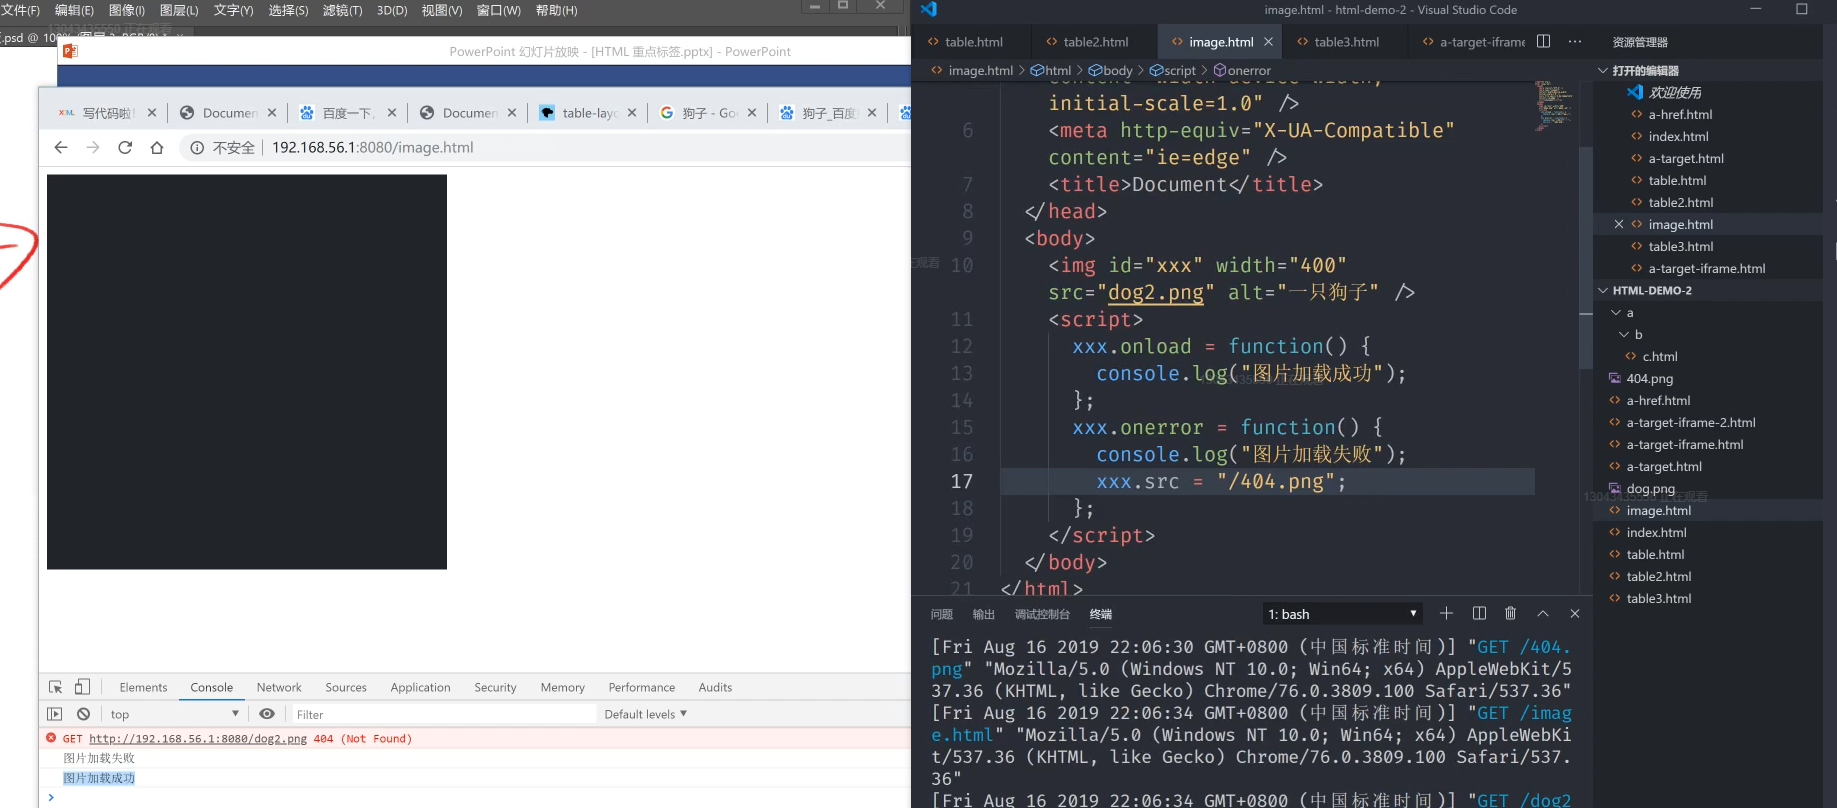 文件(F) 编辑(E) 图像(I) 图层(L) 文字(Y) 选择(S) 滤镜(T) 3D(D) 视图(V) 窗口(W) 帮助(H)
.psd @ 100%
PowerPoint 幻灯片放映 - [HTML 重点标签.pptx] - PowerPoint
写代码啦! Documen 百度一下, Documen table-layo 狗子 - Goo 狗子_百度
不安全 192.168.56.1:8080/image.html
Elements Console Network Sources Application Security Memory Performance Audits
top Filter Default levels ▼
GET http://192.168.56.1:8080/dog2.png 404 (Not Found)
图片加载失败
图片加载成功
image.html - html-demo-2 - Visual Studio Code
table.html table2.html image.html table3.html a-target-iframe
image.html > html > body > script > onerror
content="width=device-width,
initial-scale=1.0" />
6 <meta http-equiv="X-UA-Compatible"
content="ie=edge" />
7 <title>Document</title>
8 </head>
9 <body>
10 <img id="xxx" width="400"
src="dog2.png" alt="一只狗子" />
11 <script>
12 xxx.onload = function() {
13 console.log("图片加载成功");
14 };
15 xxx.onerror = function() {
16 console.log("图片加载失败");
17 xxx.src = "/404.png";
18 };
19 </script>
20 </body>
21 </html>
问题 输出 调试控制台 终端 1: bash
[Fri Aug 16 2019 22:06:30 GMT+0800 (中国标准时间)] "GET /404.
png" "Mozilla/5.0 (Windows NT 10.0; Win64; x64) AppleWebKit/5
37.36 (KHTML, like Gecko) Chrome/76.0.3809.100 Safari/537.36"
[Fri Aug 16 2019 22:06:34 GMT+0800 (中国标准时间)] "GET /imag
e.html" "Mozilla/5.0 (Windows NT 10.0; Win64; x64) AppleWebKi
t/537.36 (KHTML, like Gecko) Chrome/76.0.3809.100 Safari/537.
36"
[Fri Aug 16 2019 22:06:34 GMT+0800 (中国标准时间)] "GET /dog2
资源管理器
打开的编辑器
欢迎使用
a-href.html
index.html
a-target.html
table.html
table2.html
image.html
table3.html
a-target-iframe.html
HTML-DEMO-2
a
b
c.html
404.png
a-href.html
a-target-iframe-2.html
a-target-iframe.html
a-target.html
dog.png
image.html
index.html
table.html
table2.html
table3.html